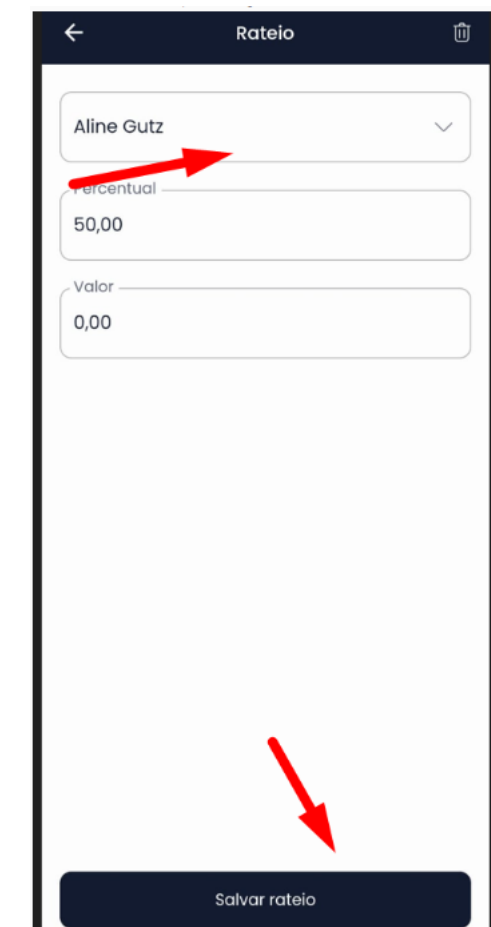 Rateio
Aline Gutz
Percentual
50,00
Valor
0,00
Salvar rateio